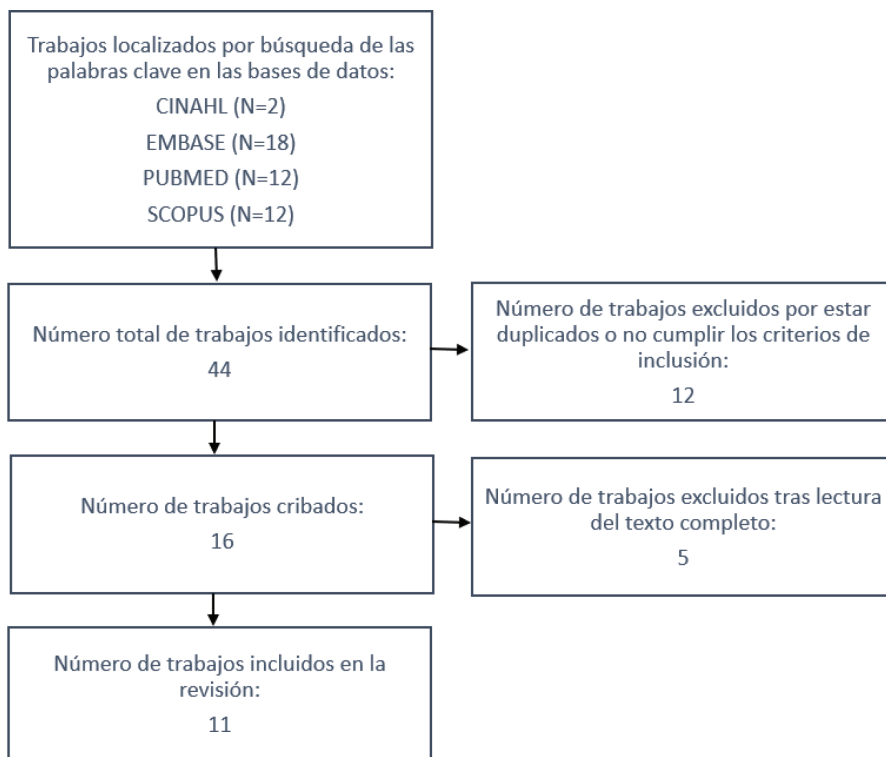 Trabajos localizados por búsqueda de las
palabras clave en las bases de datos:
CINAHL (N=2)
EMBASE (N=18)
PUBMED (N=12)
SCOPUS (N=12)
Número total de trabajos identificados:
44
Número de trabajos excluidos por estar
duplicados o no cumplir los criterios de
inclusión:
12
Número de trabajos cribados:
16
Número de trabajos excluidos tras lectura
del texto completo:
5
Número de trabajos incluidos en la
revisión:
11